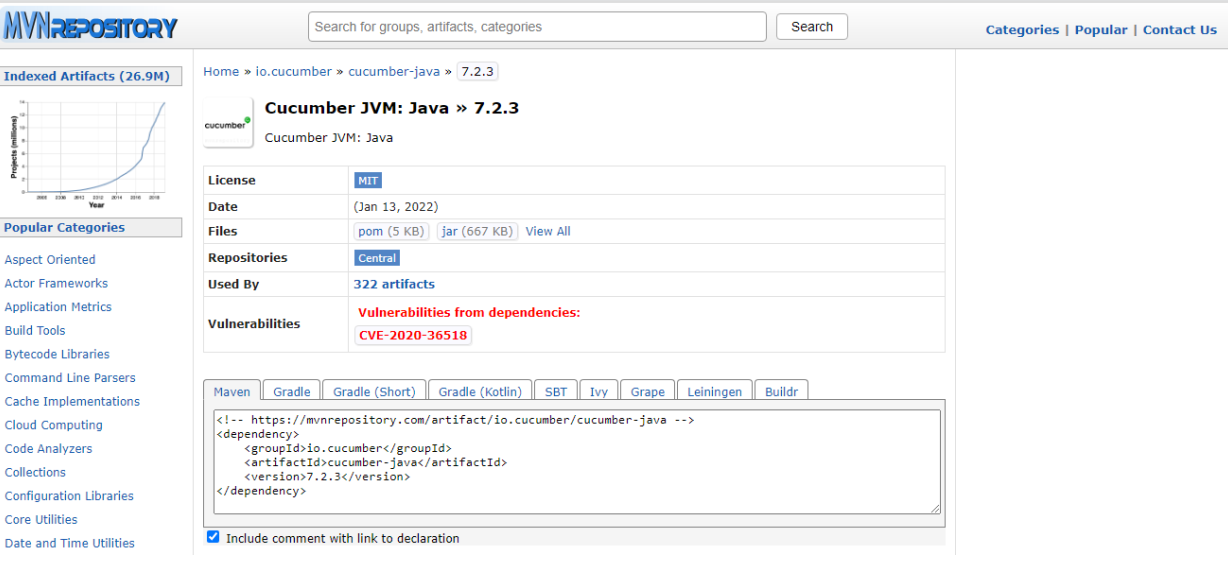 MVNREPOSITORY
Search for groups, artifacts, categories
Search
Categories | Popular | Contact Us
Indexed Artifacts (26.9M)
Projects (millions)
Year
Popular Categories
Aspect Oriented
Actor Frameworks
Application Metrics
Build Tools
Bytecode Libraries
Command Line Parsers
Cache Implementations
Cloud Computing
Code Analyzers
Collections
Configuration Libraries
Core Utilities
Date and Time Utilities
Home » io.cucumber » cucumber-java » 7.2.3
cucumber
Cucumber JVM: Java » 7.2.3
Cucumber JVM: Java
License MIT
Date (Jan 13, 2022)
Files pom (5 KB) jar (667 KB) View All
Repositories Central
Used By 322 artifacts
Vulnerabilities Vulnerabilities from dependencies:
CVE-2020-36518
Maven Gradle Gradle (Short) Gradle (Kotlin) SBT Ivy Grape Leiningen Buildr
<!-- https://mvnrepository.com/artifact/io.cucumber/cucumber-java -->
<dependency>
    <groupId>io.cucumber</groupId>
    <artifactId>cucumber-java</artifactId>
    <version>7.2.3</version>
</dependency>
Include comment with link to declaration